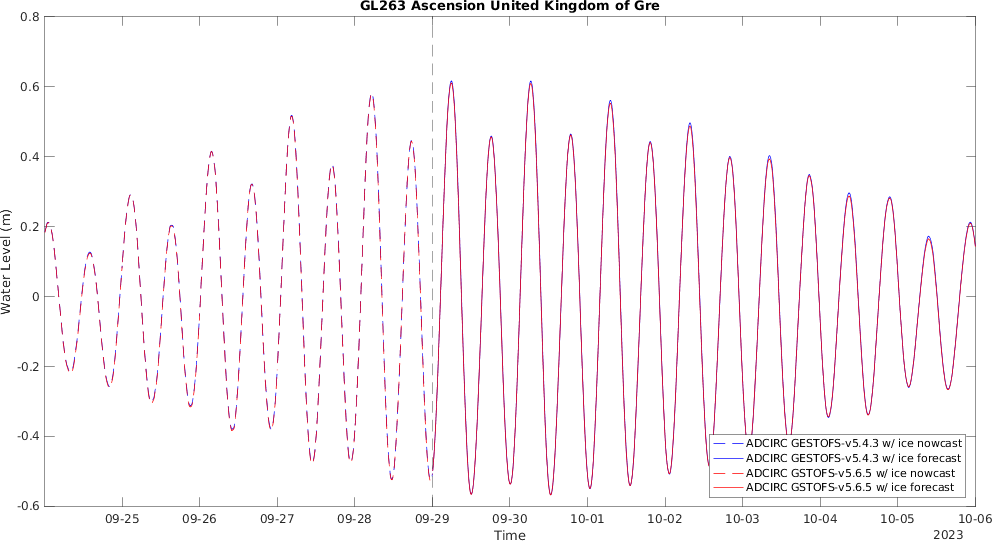 GL263 Ascension United Kingdom of Gre
0.8
0.6
0.4
0.2
0
-0.2
-0.4
-0.6
Water Level (m)
ADCIRC GESTOFS-v5.4.3 w/ ice nowcast
ADCIRC GESTOFS-v5.4.3 w/ ice forecast
ADCIRC GSTOFS-v5.6.5 w/ ice nowcast
ADCIRC GSTOFS-v5.6.5 w/ ice forecast
09-25 09-26 09-27 09-28 09-29 09-30 10-01 10-02 10-03 10-04 10-05 10-06
Time
2023